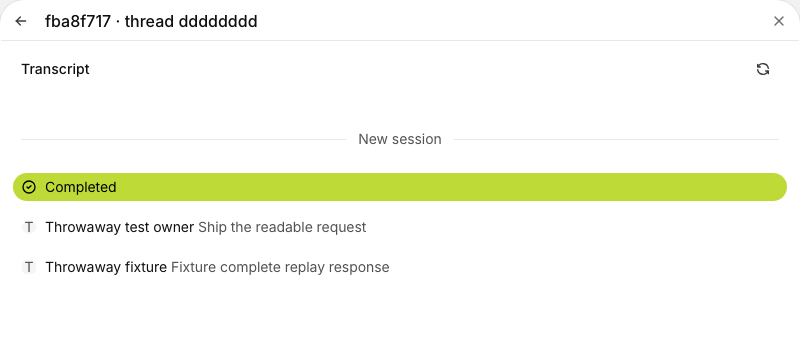 fba8f717 · thread dddddddd
Transcript
New session
Completed
T Throwaway test owner Ship the readable request
T Throwaway fixture Fixture complete replay response